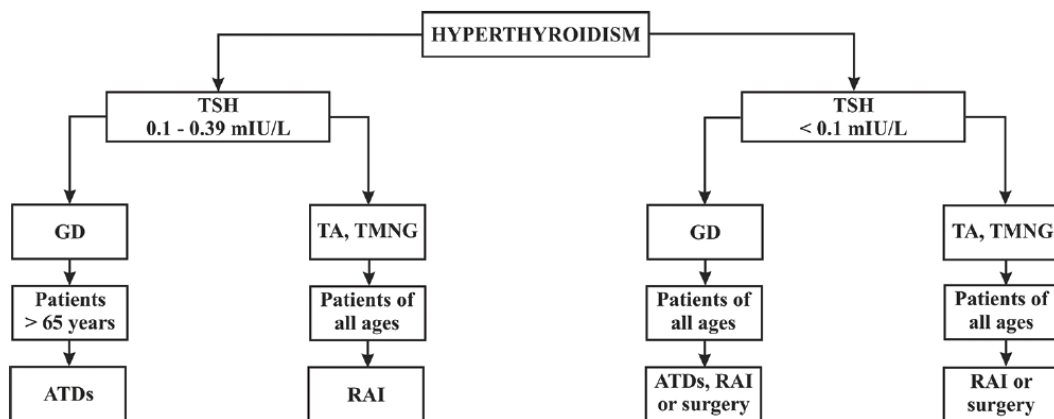 HYPERTHYROIDISM
TSH
0.1 - 0.39 mIU/L
TSH
< 0.1 mIU/L
GD
TA, TMNG
GD
TA, TMNG
Patients
> 65 years
Patients of
all ages
Patients of
all ages
Patients of
all ages
ATDs
RAI
ATDs, RAI
or surgery
RAI or
surgery